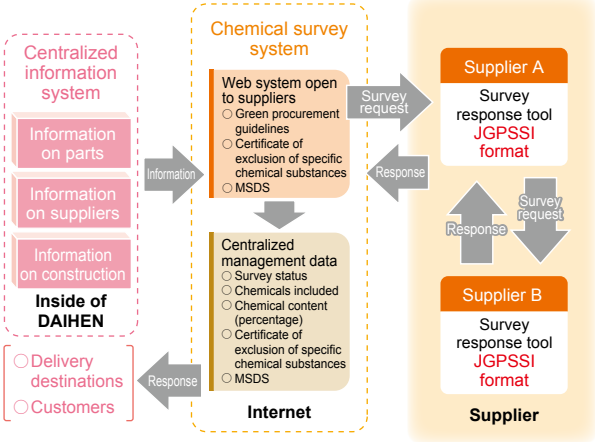 Centralized
information
system
Information
on parts
Information
on suppliers
Information
on construction
Inside of
DAIHEN
○ Delivery
destinations
○ Customers
Information
Chemical survey
system
Web system open
to suppliers
○ Green procurement
guidelines
○ Certificate of
exclusion of specific
chemical substances
○ MSDS
Centralized
management data
○ Survey status
○ Chemicals included
○ Chemical content
(percentage)
○ Certificate of
exclusion of specific
chemical substances
○ MSDS
Response
Internet
Survey
request
Response
Supplier A
Survey
response tool
JGPSSI
format
Response
Survey
request
Supplier B
Survey
response tool
JGPSSI
format
Supplier